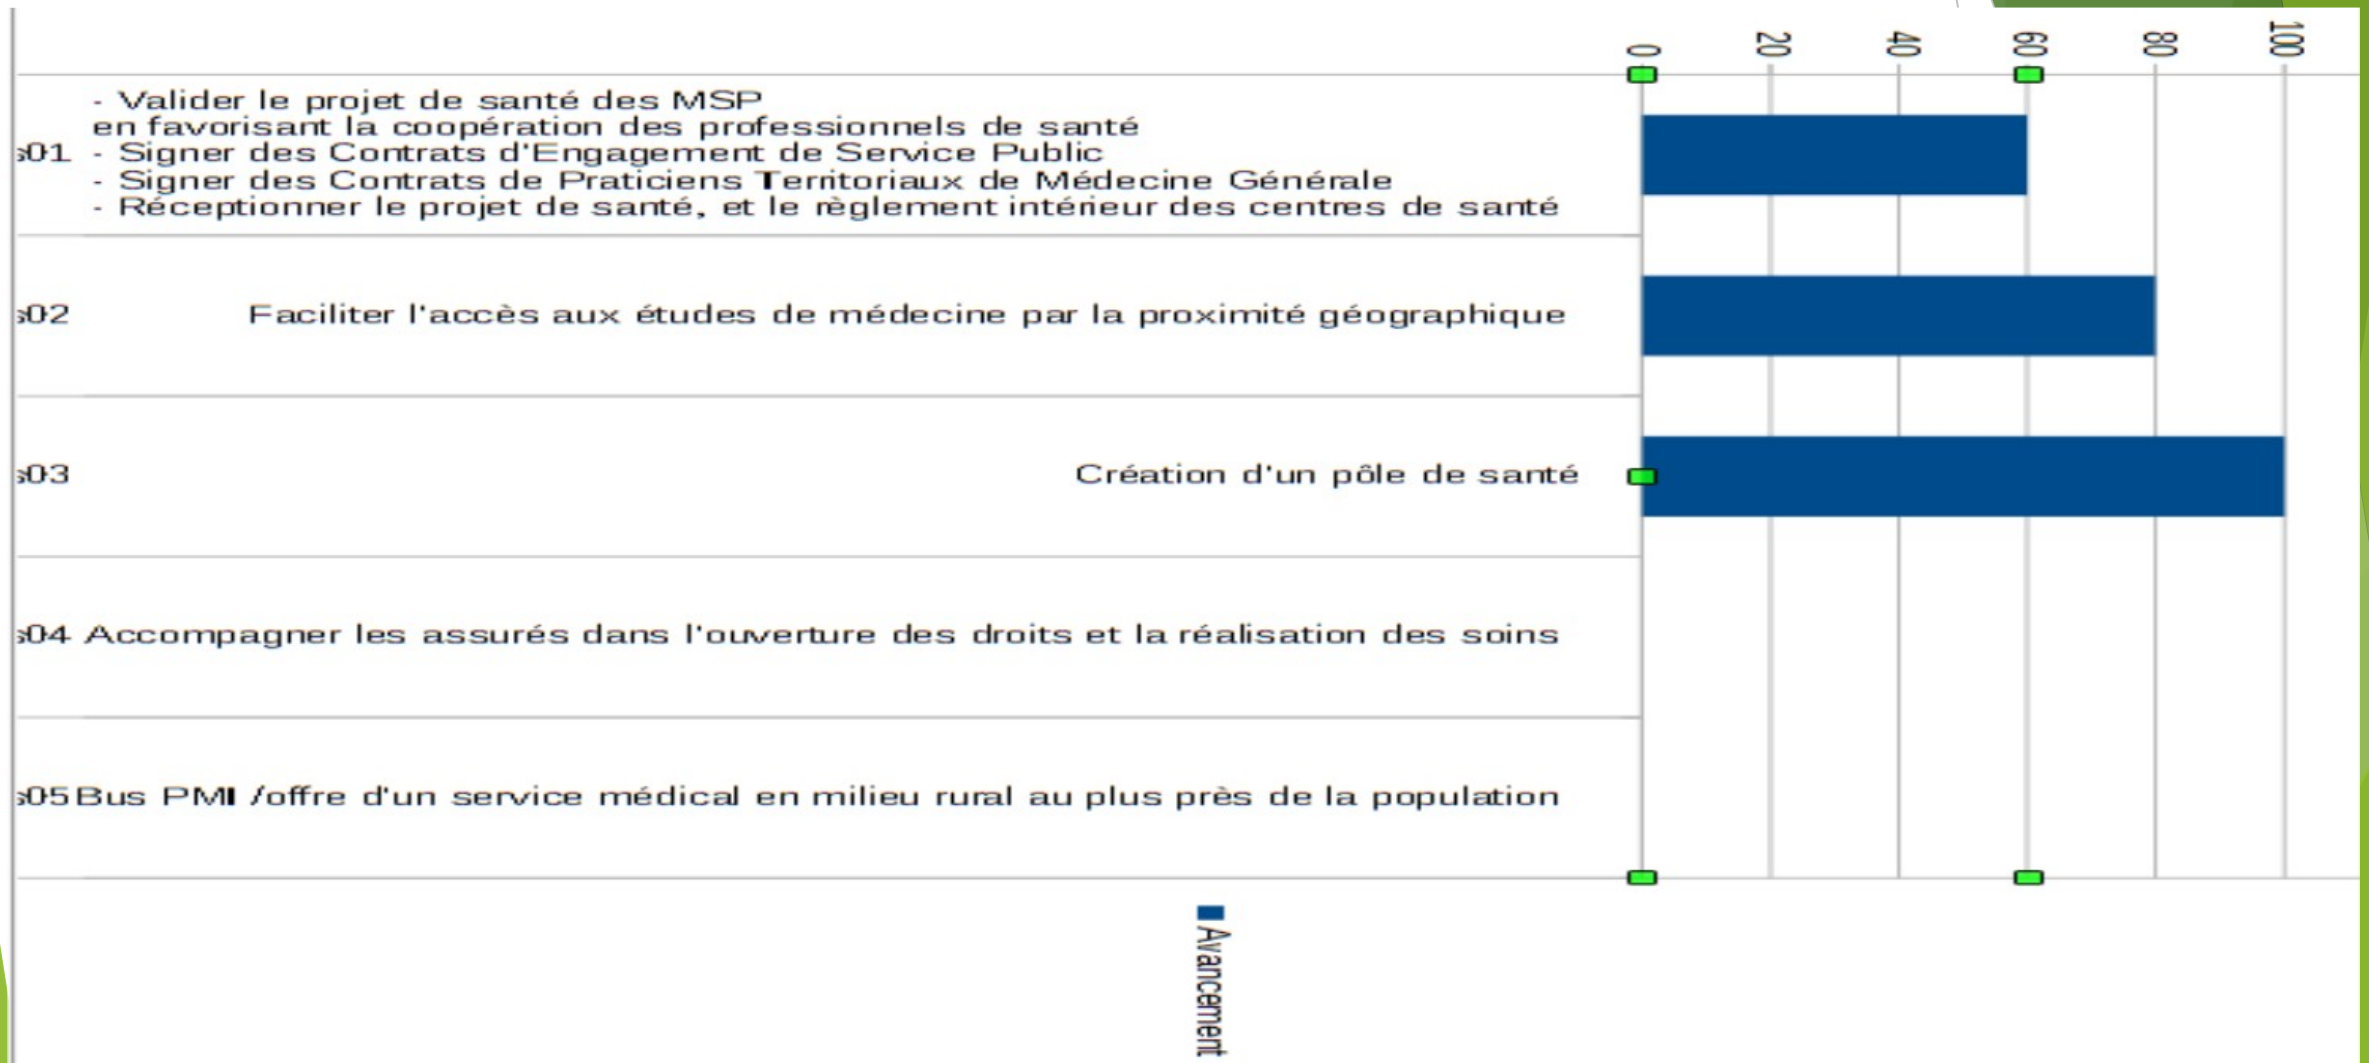 0 20 40 60 80 100
- Valider le projet de santé des MSP
en favorisant la coopération des professionnels de santé
s01 - Signer des Contrats d'Engagement de Service Public
- Signer des Contrats de Praticiens Territoriaux de Médecine Générale
- Réceptionner le projet de santé, et le règlement intérieur des centres de santé
s02 Faciliter l'accès aux études de médecine par la proximité géographique
s03 Création d'un pôle de santé
s04 Accompagner les assurés dans l'ouverture des droits et la réalisation des soins
s05 Bus PMI /offre d'un service médical en milieu rural au plus près de la population
Avancement